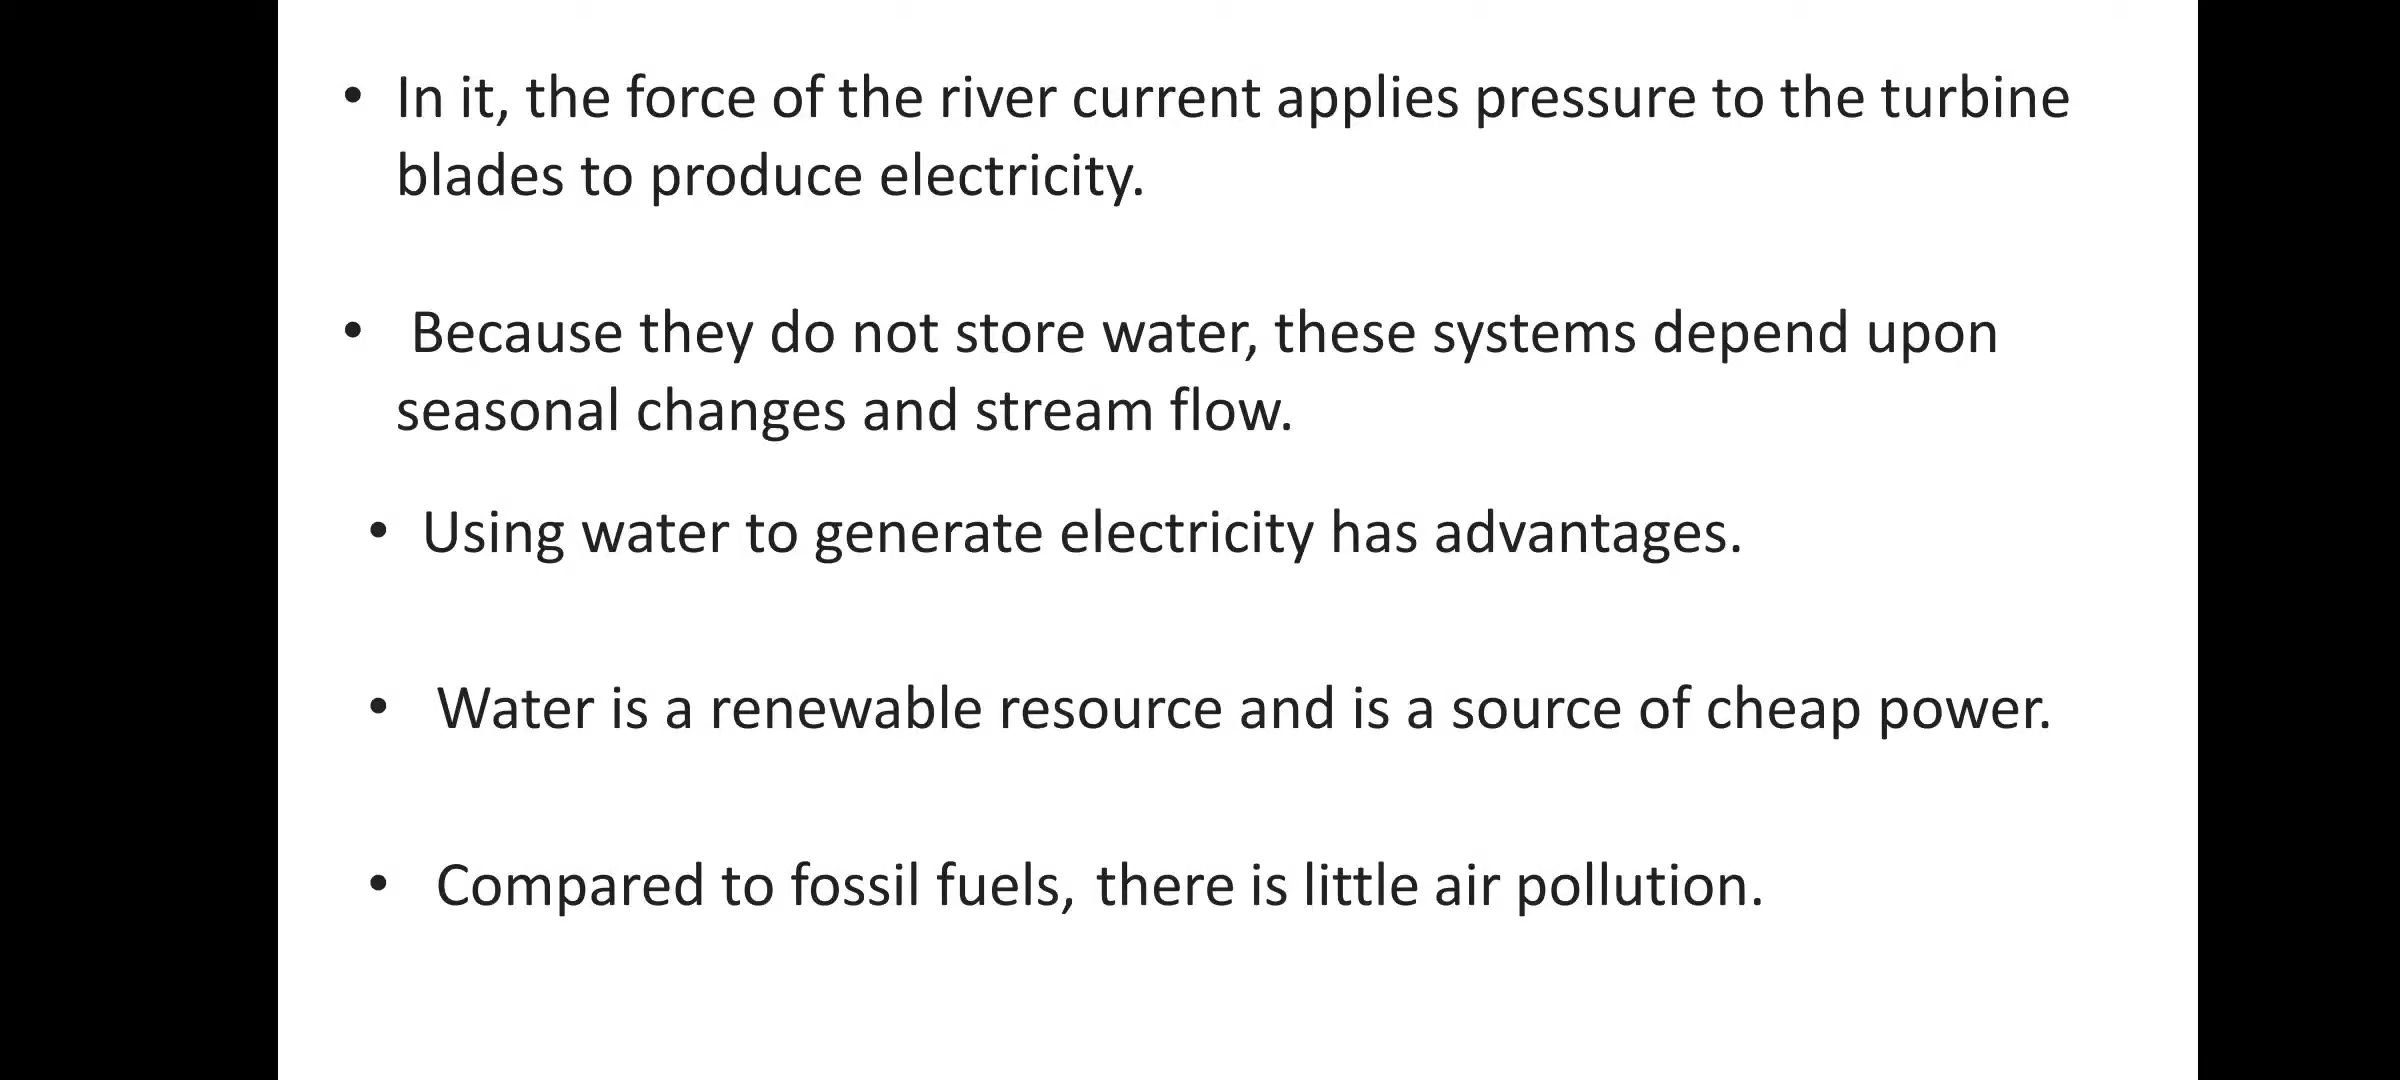 • In it, the force of the river current applies pressure to the turbine
blades to produce electricity.
• Because they do not store water, these systems depend upon
seasonal changes and stream flow.
• Using water to generate electricity has advantages.
• Water is a renewable resource and is a source of cheap power.
• Compared to fossil fuels, there is little air pollution.